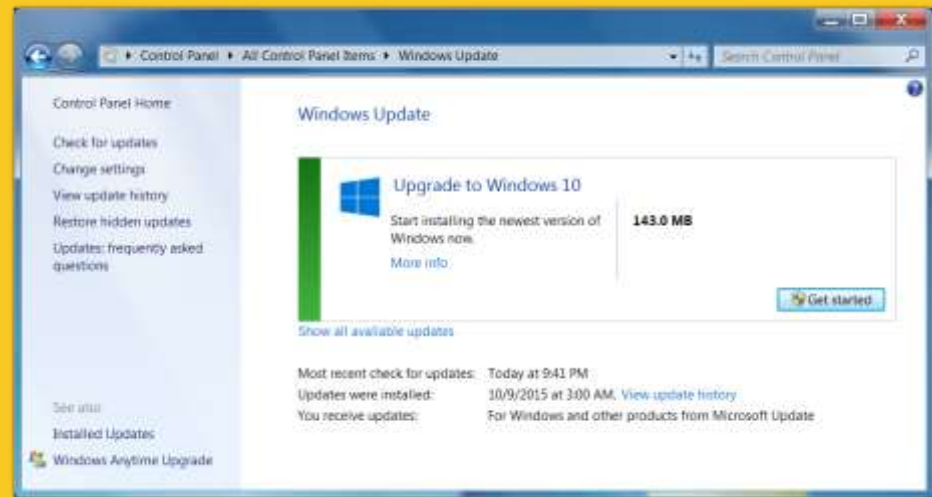 Control Panel ▸ All Control Panel Items ▸ Windows Update
Search Control Panel
Control Panel Home
Check for updates
Change settings
View update history
Restore hidden updates
Updates: frequently asked
questions
See also
Installed Updates
Windows Anytime Upgrade
Windows Update
Upgrade to Windows 10
Start installing the newest version of
Windows now.
More info
143.0 MB
Get started
Show all available updates
Most recent check for updates: Today at 9:41 PM
Updates were installed: 10/9/2015 at 3:00 AM. View update history
You receive updates: For Windows and other products from Microsoft Update